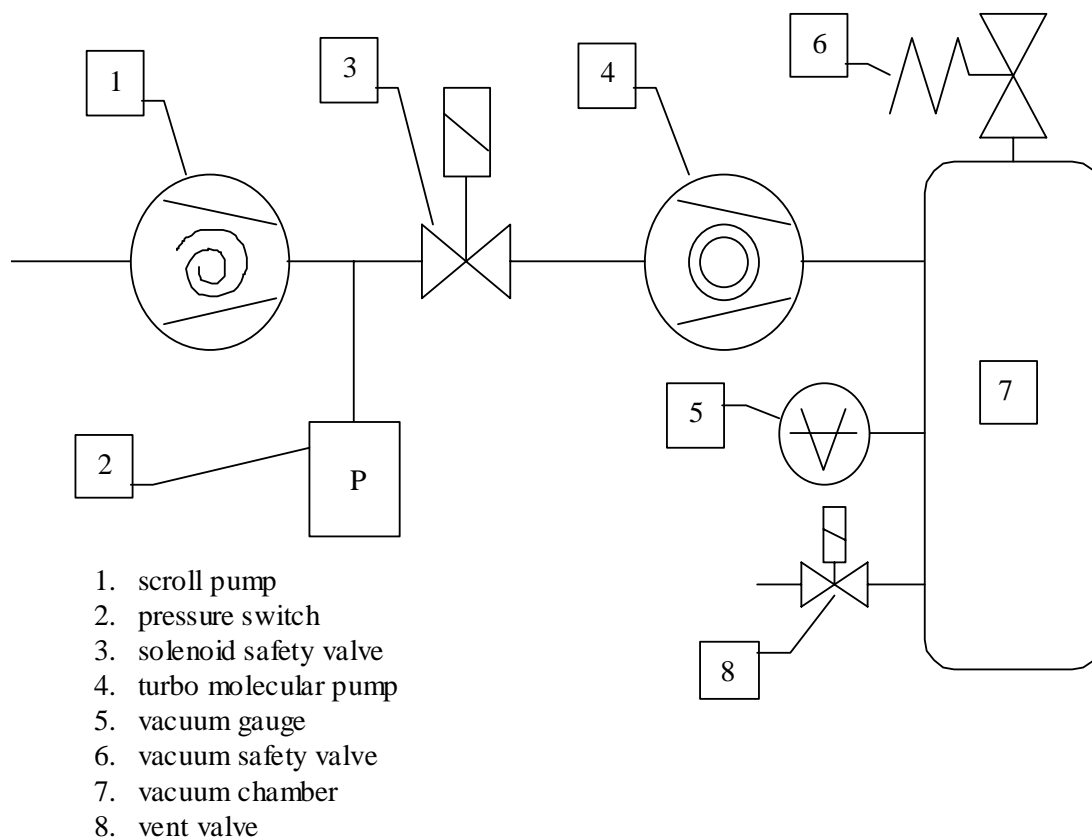 6
1
3
4
7
5
2
P
8
1. scroll pump
2. pressure switch
3. solenoid safety valve
4. turbo molecular pump
5. vacuum gauge
6. vacuum safety valve
7. vacuum chamber
8. vent valve